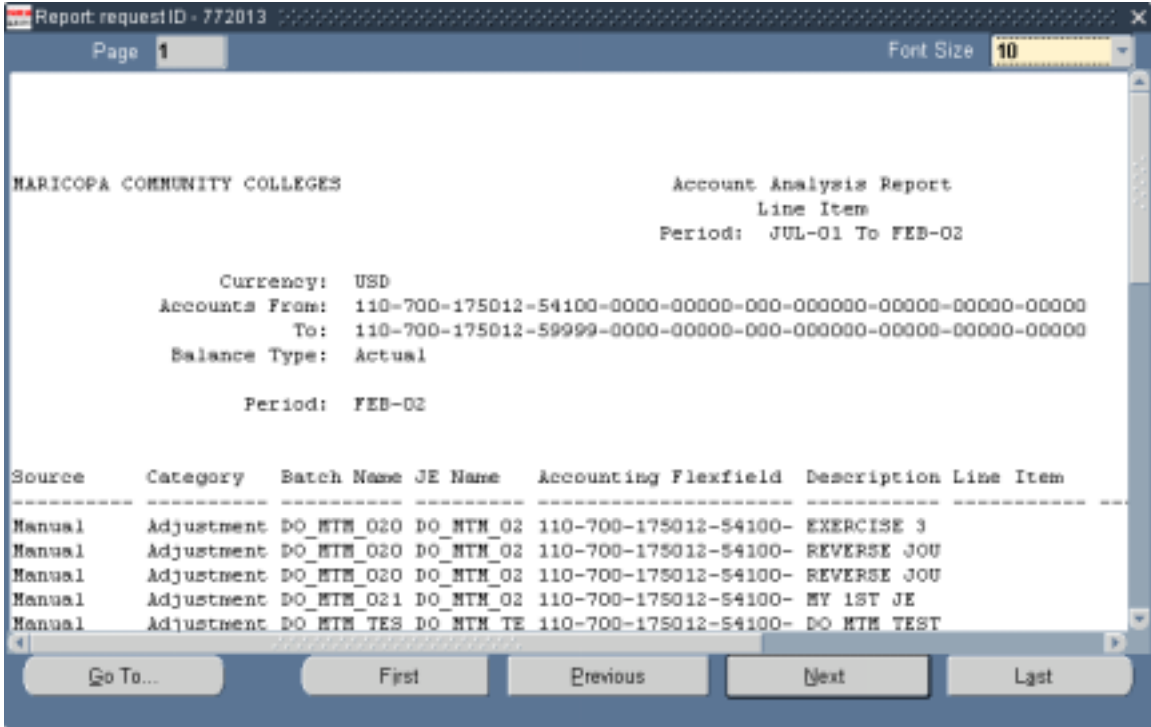 Report: request ID - 772013
Page 1 Font Size 10
MARICOPA COMMUNITY COLLEGES Account Analysis Report
Line Item
Period: JUL-01 To FEB-02
Currency: USD
Accounts From: 110-700-175012-54100-0000-00000-000-000000-00000-00000-00000
To: 110-700-175012-59999-0000-00000-000-000000-00000-00000-00000
Balance Type: Actual
Period: FEB-02
Source Category Batch Name JE Name Accounting Flexfield Description Line Item
Manual Adjustment DO_MTM_020 DO_MTM_02 110-700-175012-54100- EXERCISE 3
Manual Adjustment DO_MTM_020 DO_MTM_02 110-700-175012-54100- REVERSE JOU
Manual Adjustment DO_MTM_020 DO_MTM_02 110-700-175012-54100- REVERSE JOU
Manual Adjustment DO_MTM_021 DO_MTM_02 110-700-175012-54100- MY 1ST JE
Manual Adjustment DO_MTM_TES DO_MTM_TE 110-700-175012-54100- DO MTM TEST
Go To... First Previous Next Last